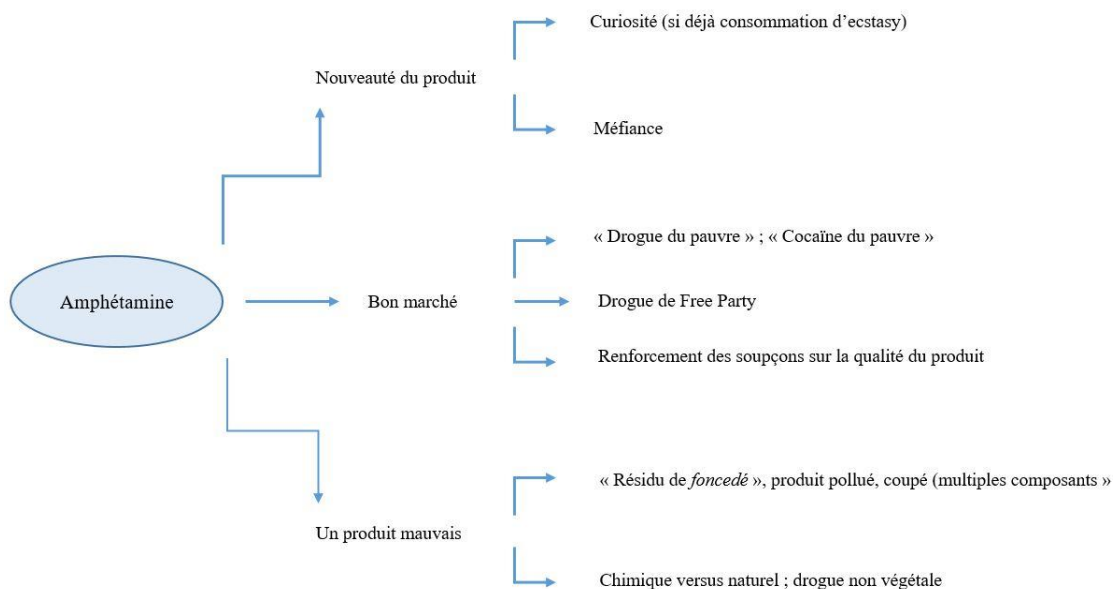 Curiosité (si déjà consommation d’ecstasy)
Nouveauté du produit
Méfiance
« Drogue du pauvre » ; « Cocaïne du pauvre »
Amphétamine
Bon marché
Drogue de Free Party
Renforcement des soupçons sur la qualité du produit
« Résidu de foncedé », produit pollué, coupé (multiples composants »
Un produit mauvais
Chimique versus naturel ; drogue non végétale